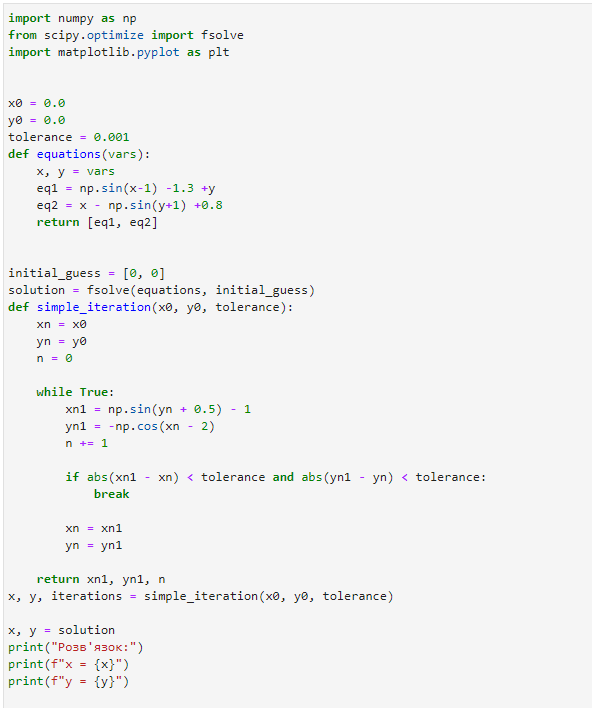 import numpy as np
from scipy.optimize import fsolve
import matplotlib.pyplot as plt
x0 = 0.0
y0 = 0.0
tolerance = 0.001
def equations(vars):
    x, y = vars
    eq1 = np.sin(x-1) -1.3 +y
    eq2 = x - np.sin(y+1) +0.8
    return [eq1, eq2]
initial_guess = [0, 0]
solution = fsolve(equations, initial_guess)
def simple_iteration(x0, y0, tolerance):
    xn = x0
    yn = y0
    n = 0
    while True:
        xn1 = np.sin(yn + 0.5) - 1
        yn1 = -np.cos(xn - 2)
        n += 1
        if abs(xn1 - xn) < tolerance and abs(yn1 - yn) < tolerance:
            break
        xn = xn1
        yn = yn1
    return xn1, yn1, n
x, y, iterations = simple_iteration(x0, y0, tolerance)
x, y = solution
print("Розв'язок:")
print(f"x = {x}")
print(f"y = {y}")